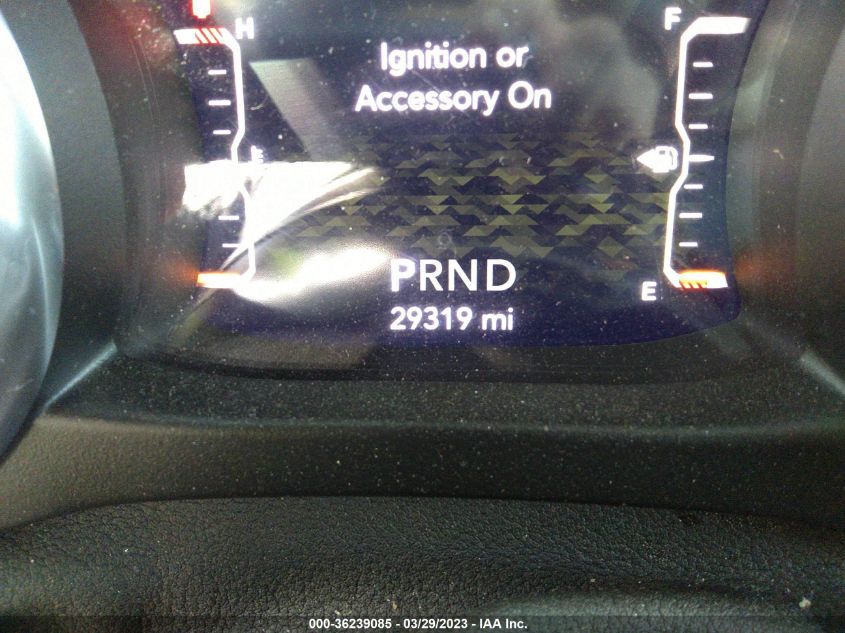 H
F
Ignition or
Accessory On
PRND
E
29319 mi
000-36239085 - 03/29/2023 - IAA Inc.